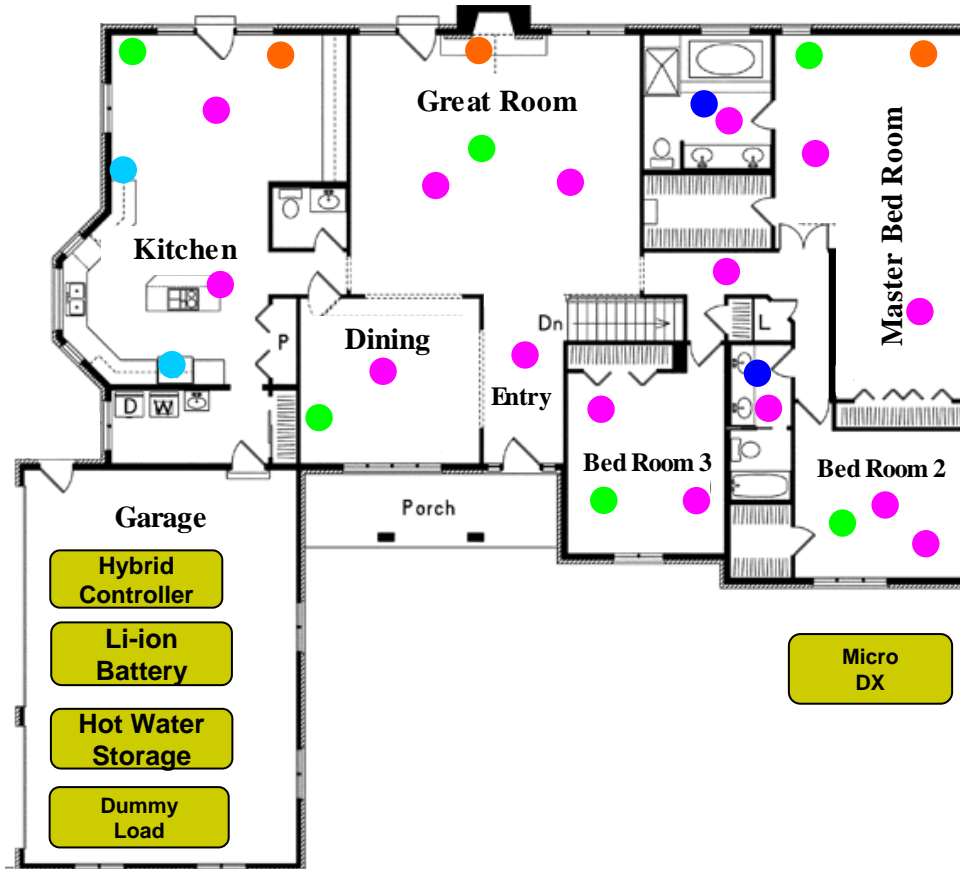 Great Room
Kitchen
Master Bed Room
Dn
L
P
Dining
Entry
D
W
Bed Room 3
Bed Room 2
Porch
Garage
Hybrid
Controller
Li-ion
Battery
Hot Water
Storage
Dummy
Load
Micro
DX